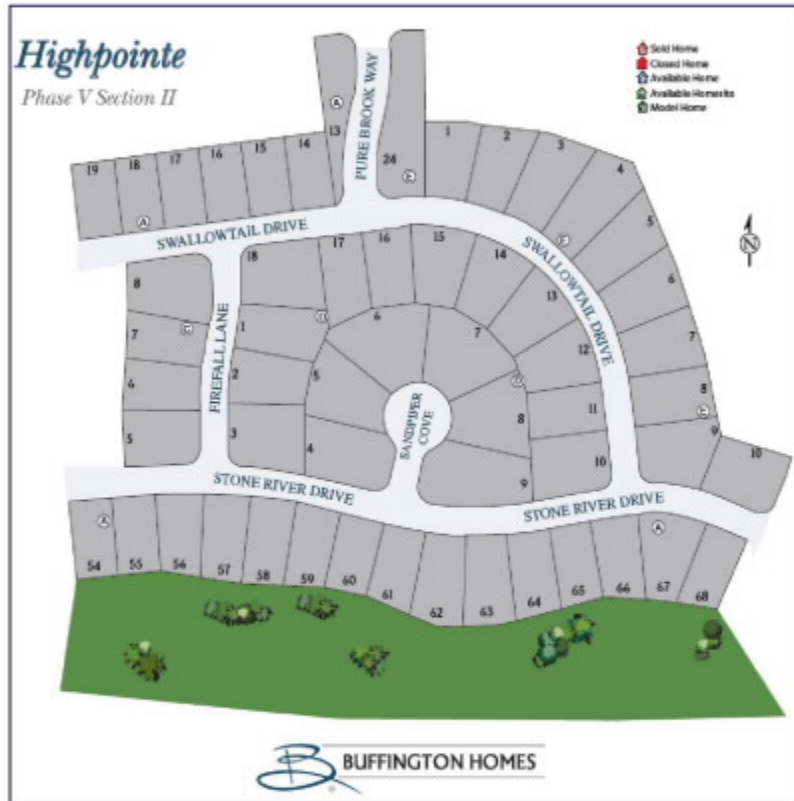 Highpointe
Phase V Section II
Sold Home
Closed Home
Available Home
Available Homesite
Model Home
PURE BROOK WAY
A
13
24
E
19
18
17
16
15
14
A
1
2
3
4
5
6
7
8
9
10
E
E
SWALLOWTAIL DRIVE
SWALLOWTAIL DRIVE
N
8
7
6
5
FIREFALL LANE
18
17
16
15
14
13
12
11
10
1
2
3
4
5
6
7
8
9
SANDPIPER
COVE
STONE RIVER DRIVE
STONE RIVER DRIVE
A
A
54
55
56
57
58
59
60
61
62
63
64
65
66
67
68
BUFFINGTON HOMES